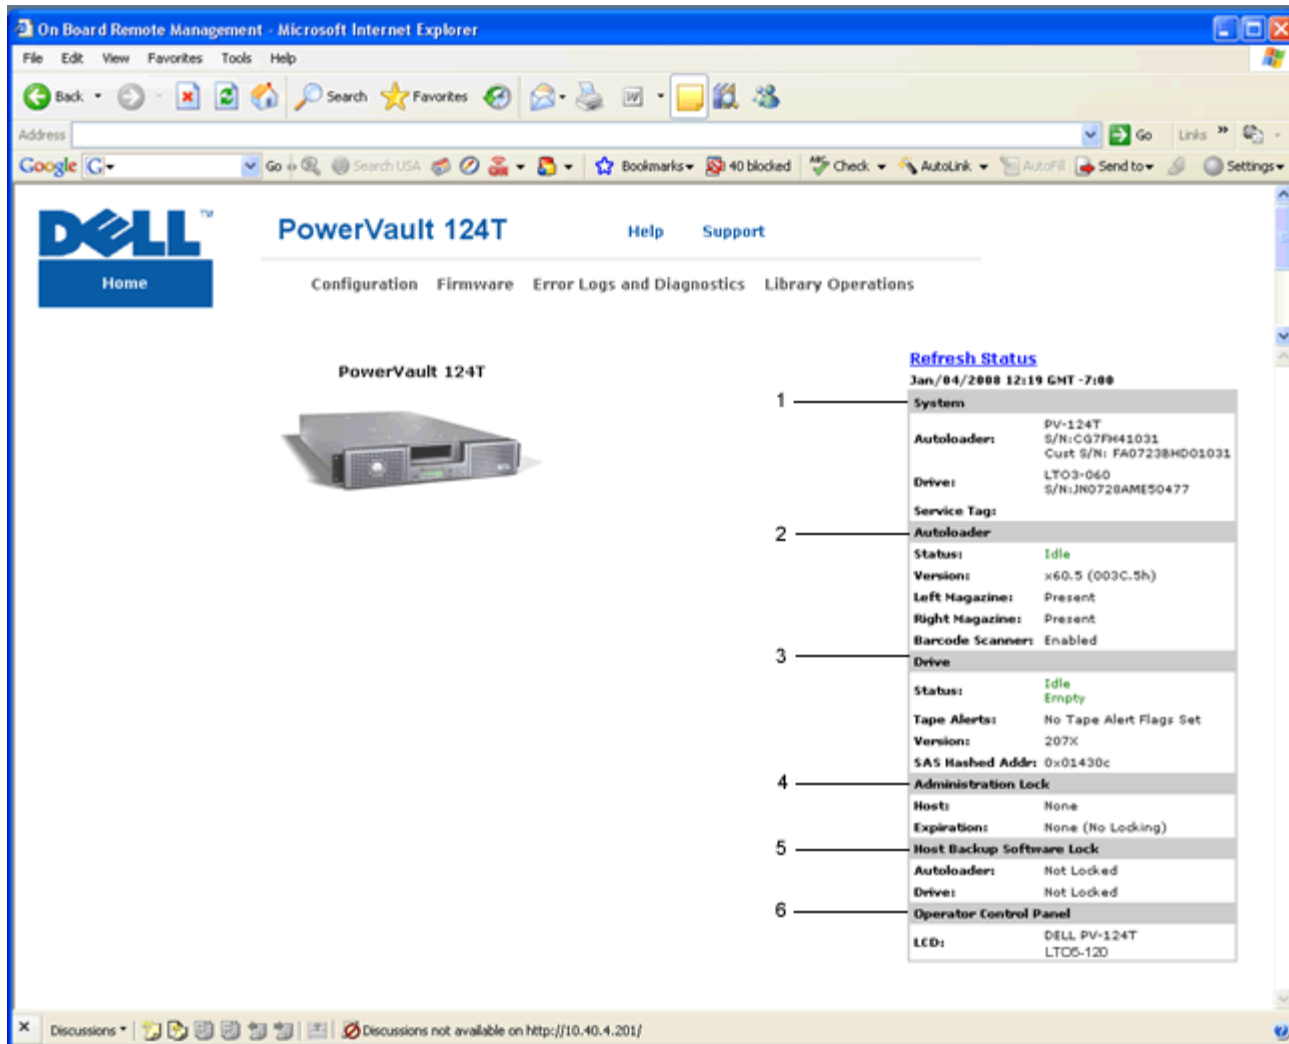 On Board Remote Management - Microsoft Internet Explorer
File Edit View Favorites Tools Help
Back Search Favorites
Address Go Links »
Google G Go Search USA Bookmarks 40 blocked ABC Check AutoLink AutoFill Send to Settings
DELL™ PowerVault 124T Help Support
Home Configuration Firmware Error Logs and Diagnostics Library Operations
PowerVault 124T
Refresh Status
Jan/04/2008 12:19 GMT -7:00
1 System
Autoloader: PV-124T
S/N:CG7FH41031
Cust S/N: FA0723BHD01031
Drive: LTO3-060
S/N:JN0728AME50477
Service Tag:
2 Autoloader
Status: Idle
Version: x60.5 (003C.5h)
Left Magazine: Present
Right Magazine: Present
Barcode Scanner: Enabled
3 Drive
Status: Idle
Empty
Tape Alerts: No Tape Alert Flags Set
Version: 207X
SAS Hashed Addr: 0x01430c
4 Administration Lock
Host: None
Expiration: None (No Locking)
5 Host Backup Software Lock
Autoloader: Not Locked
Drive: Not Locked
6 Operator Control Panel
LCD: DELL PV-124T
LTO5-120
× Discussions Discussions not available on http://10.40.4.201/